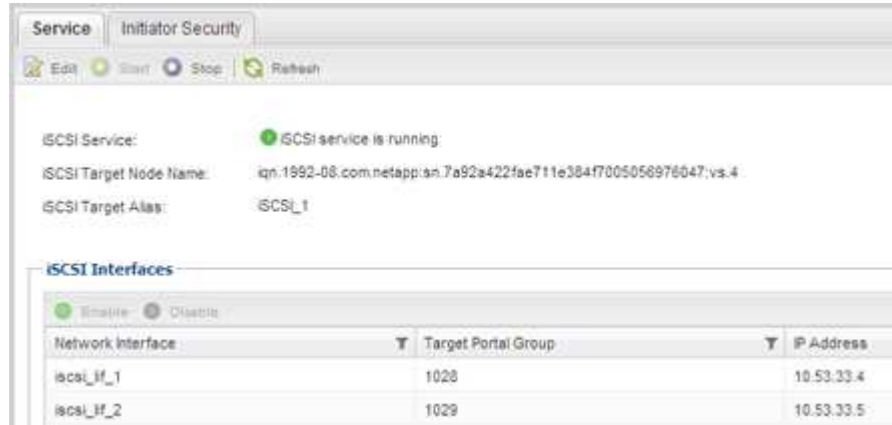 Service Initiator Security
Edit Start Stop Refresh
iSCSI Service: iSCSI service is running
iSCSI Target Node Name: iqn.1992-08.com.netapp:sn.7a92a422fae711e384f7005056976047:vs.4
iSCSI Target Alias: iSCSI_1
iSCSI Interfaces
Enable Disable
Network Interface Target Portal Group IP Address
iscsi_lif_1 1028 10.53.33.4
iscsi_lif_2 1029 10.53.33.5